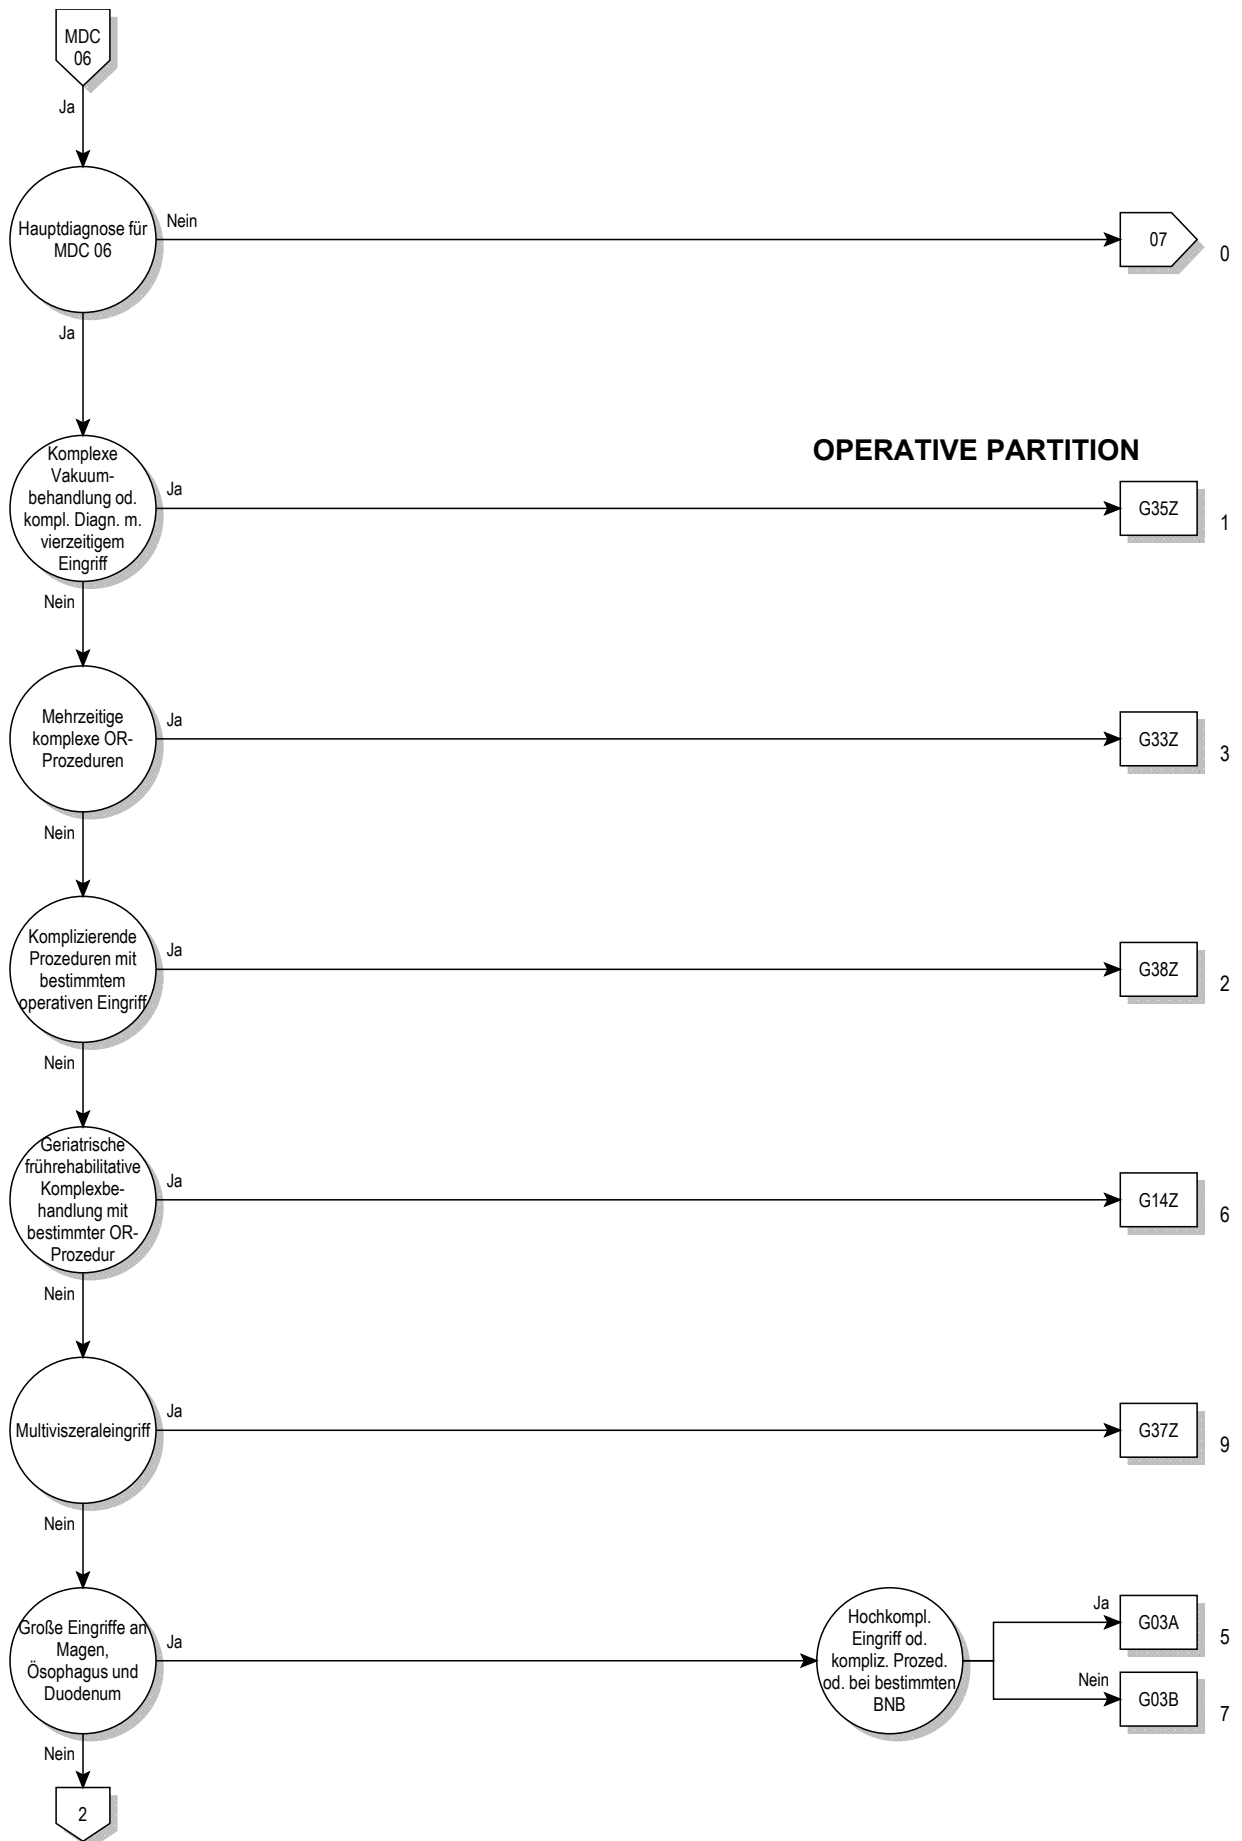 MDC
06
Ja
Hauptdiagnose für
MDC 06
Nein
07
0
Ja
OPERATIVE PARTITION
Komplexe
Vakuum-
behandlung od.
kompl. Diagn. m.
vierzeitigem
Eingriff
Ja
G35Z
1
Nein
Mehrzeitige
komplexe OR-
Prozeduren
Ja
G33Z
3
Nein
Komplizierende
Prozeduren mit
bestimmtem
operativen Eingriff
Ja
G38Z
2
Nein
Geriatrische
frührehabilitative
Komplexbe-
handlung mit
bestimmter OR-
Prozedur
Ja
G14Z
6
Nein
Multiviszeraleingriff
Ja
G37Z
9
Nein
Große Eingriffe an
Magen,
Ösophagus und
Duodenum
Ja
Hochkompl.
Eingriff od.
kompliz. Prozed.
od. bei bestimmten
BNB
Ja
G03A
5
Nein
G03B
7
Nein
2